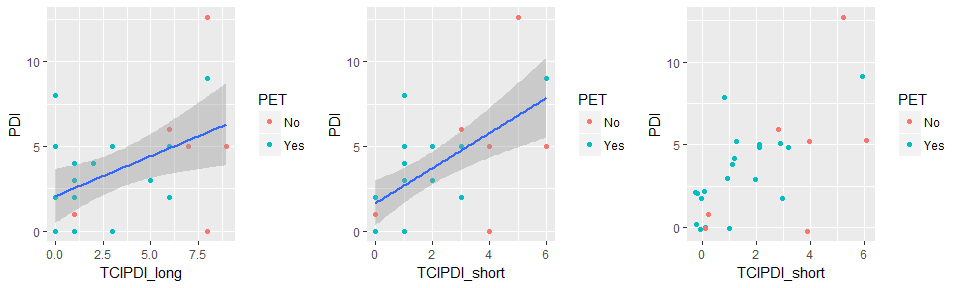 PDI
10
5
0
0.0 2.5 5.0 7.5
TCIPDI_long
PET
No
Yes
PDI
10
5
0
0 2 4 6
TCIPDI_short
PET
No
Yes
PDI
10
5
0
0 2 4 6
TCIPDI_short
PET
No
Yes